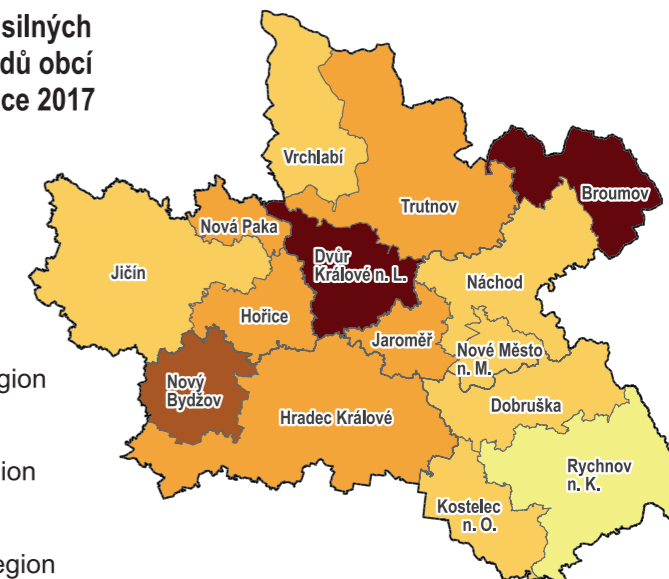 silných
dů obcí
ce 2017
Vrchlabí
Broumov
Trutnov
Nová Paka
Dvůr
Králové n. L.
Jičín
Náchod
Hořice
Jaroměř
Nové Město
n. M.
Nový
Bydžov
gion
Dobruška
Hradec Králové
Rychnov
n. K.
ion
Kostelec
n. O.
egion